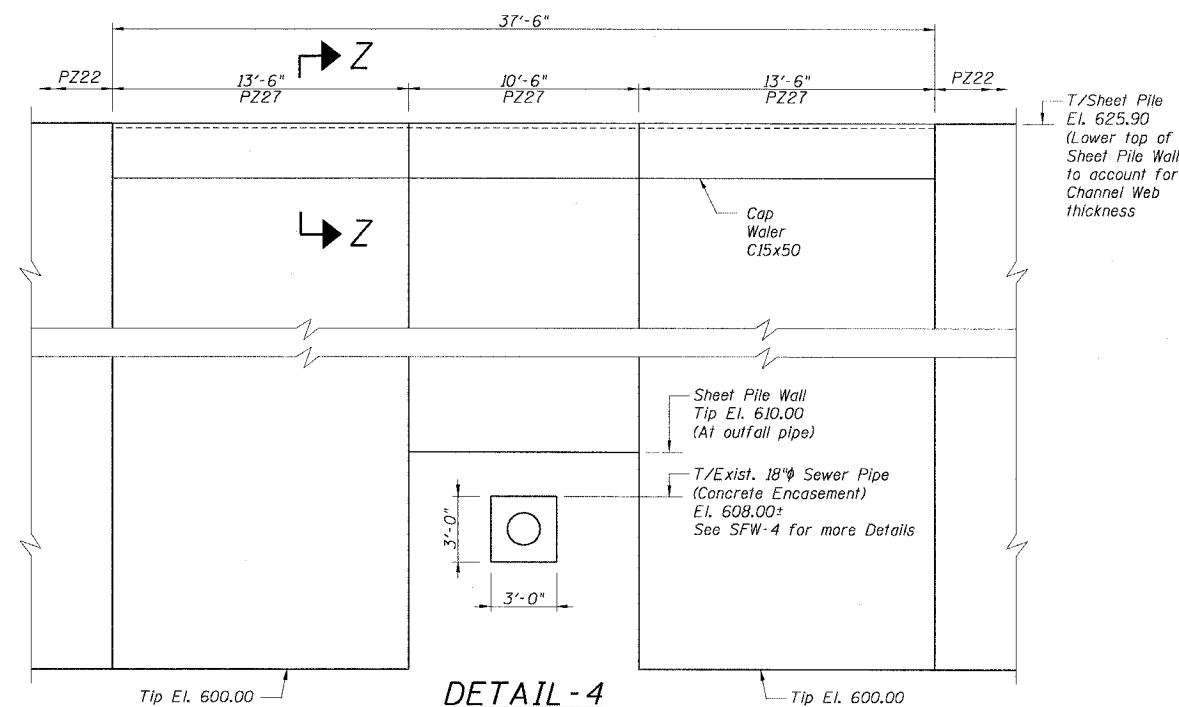 37'-6"
Z
PZ22
13'-6"
PZ27
10'-6"
PZ27
13'-6"
PZ27
PZ22
T/Sheet Pile
El. 625.90
(Lower top of
Sheet Pile Wall
to account for
Channel Web
thickness
Z
Cap
Waler
C15x50
Sheet Pile Wall
Tip El. 610.00
(At outfall pipe)
T/Exist. 18"ϕ Sewer Pipe
(Concrete Encasement)
El. 608.00±
See SFW-4 for more Details
3'-0"
3'-0"
Tip El. 600.00
DETAIL-4
Tip El. 600.00